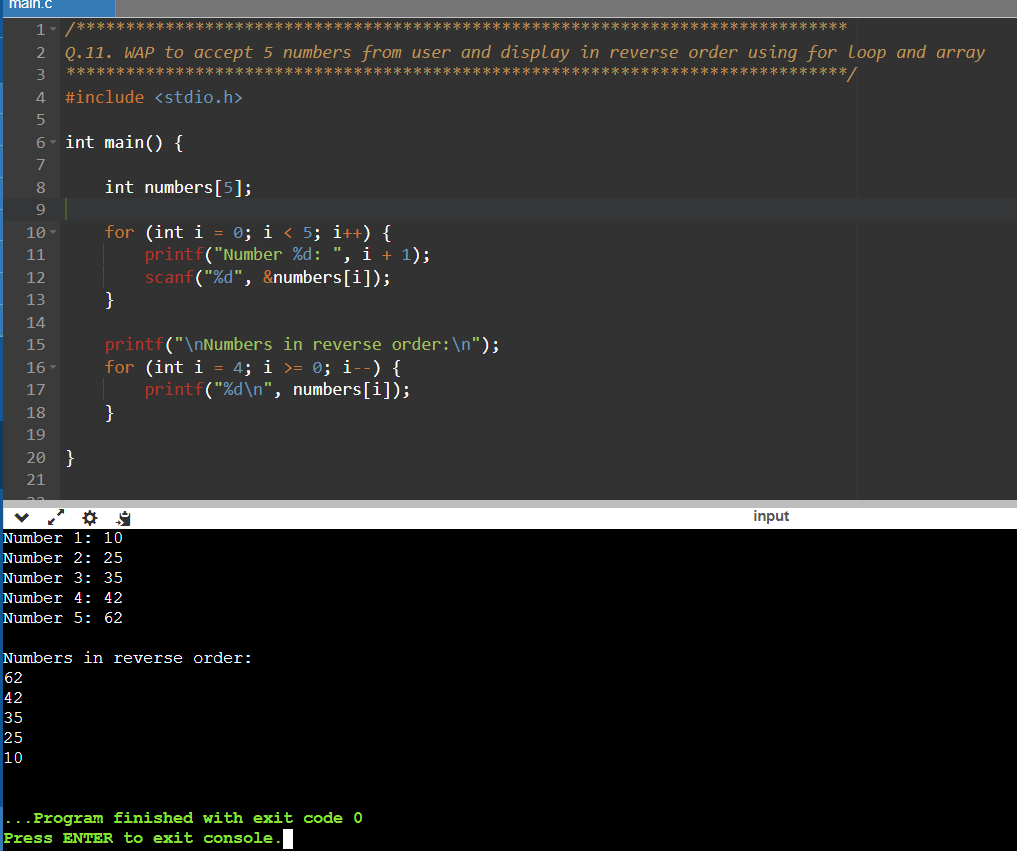 main.c
1 /******************************************************************************
2 Q.11. WAP to accept 5 numbers from user and display in reverse order using for loop and array
3 *******************************************************************************/
4 #include <stdio.h>
5
6 int main() {
7
8     int numbers[5];
9
10     for (int i = 0; i < 5; i++) {
11         printf("Number %d: ", i + 1);
12         scanf("%d", &numbers[i]);
13     }
14
15     printf("\nNumbers in reverse order:\n");
16     for (int i = 4; i >= 0; i--) {
17         printf("%d\n", numbers[i]);
18     }
19
20 }
21
input
Number 1: 10
Number 2: 25
Number 3: 35
Number 4: 42
Number 5: 62

Numbers in reverse order:
62
42
35
25
10

...Program finished with exit code 0
Press ENTER to exit console.